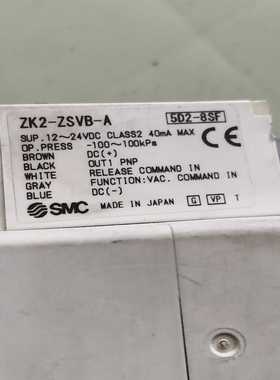 ZK2-ZSVB-A 5D2-8SF
SUP.12~24VDC CLASS2 40mA MAX
OP.PRESS -100~100kPa
BROWN DC(+)
BLACK OUT1 PNP
WHITE RELEASE COMMAND IN
GRAY FUNCTION:VAC. COMMAND IN
BLUE DC(-)
CE
SMC MADE IN JAPAN G VP T